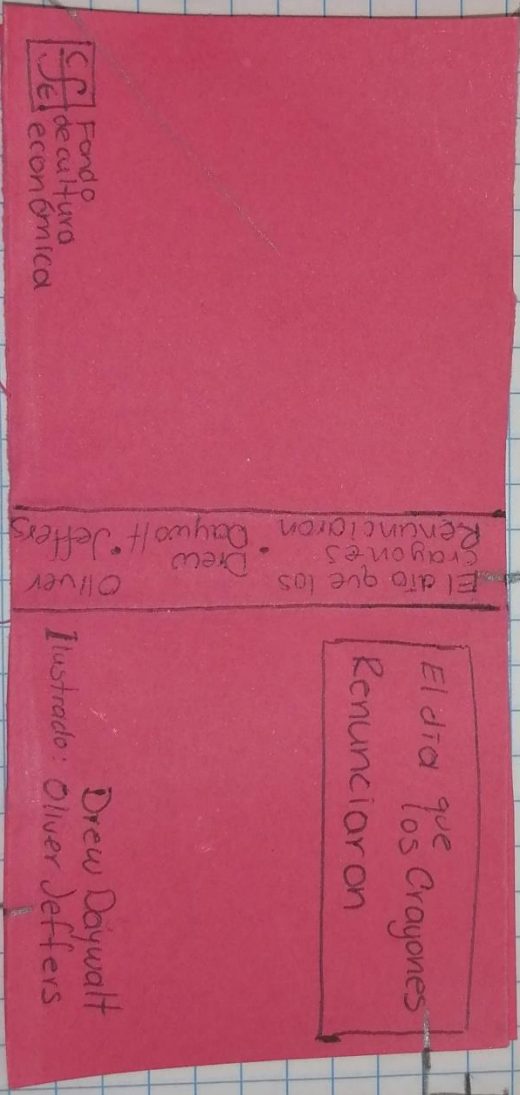 Fondo
de cultura
económica
El día que los
crayones
Renunciaron
•
Drew
Daywalt
•
Oliver
Jeffers
El día que
los Crayones
Renunciaron
Drew Daywalt
Ilustrado: Oliver Jeffers